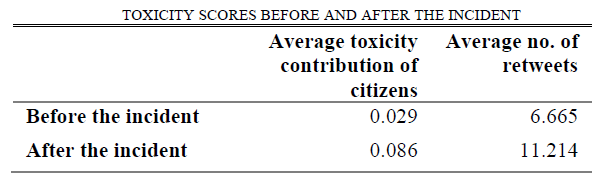 TOXICITY SCORES BEFORE AND AFTER THE INCIDENT
Average toxicity contribution of citizens Average no. of retweets
Before the incident 0.029 6.665
After the incident 0.086 11.214